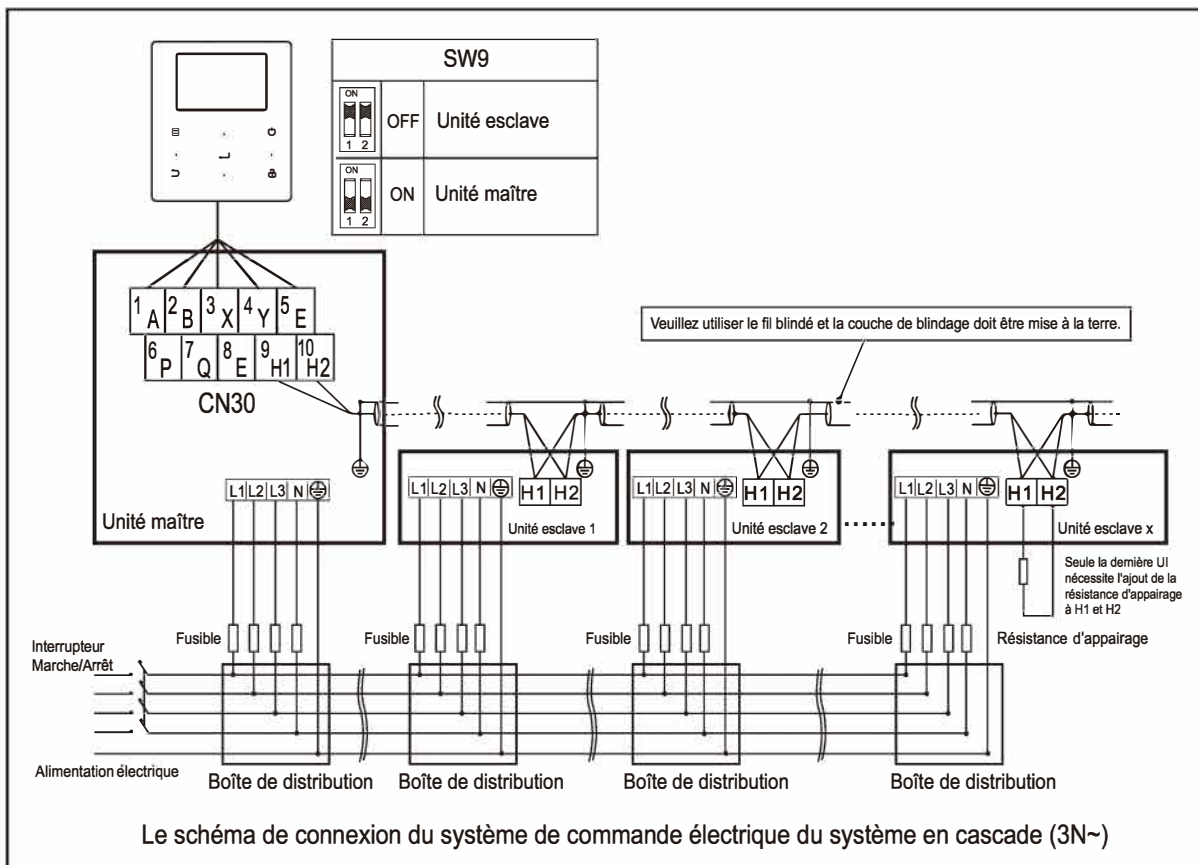 SW9
ON
1 2
OFF
Unité esclave
ON
1 2
ON
Unité maître
1 A 2 B 3 X 4 Y 5 E
6 P 7 Q 8 E 9 H1 10 H2
CN30
Veuillez utiliser le fil blindé et la couche de blindage doit être mise à la terre.
L1 L2 L3 N
Unité maître
L1 L2 L3 N
H1 H2
Unité esclave 1
L1 L2 L3 N
H1 H2
Unité esclave 2
L1 L2 L3 N
H1 H2
Unité esclave x
Seule la dernière UI
nécessite l'ajout de la
résistance d'appairage
à H1 et H2
Fusible
Fusible
Fusible
Fusible
Résistance d'appairage
Interrupteur
Marche/Arrêt
Alimentation électrique
Boîte de distribution
Boîte de distribution
Boîte de distribution
Boîte de distribution
Le schéma de connexion du système de commande électrique du système en cascade (3N~)